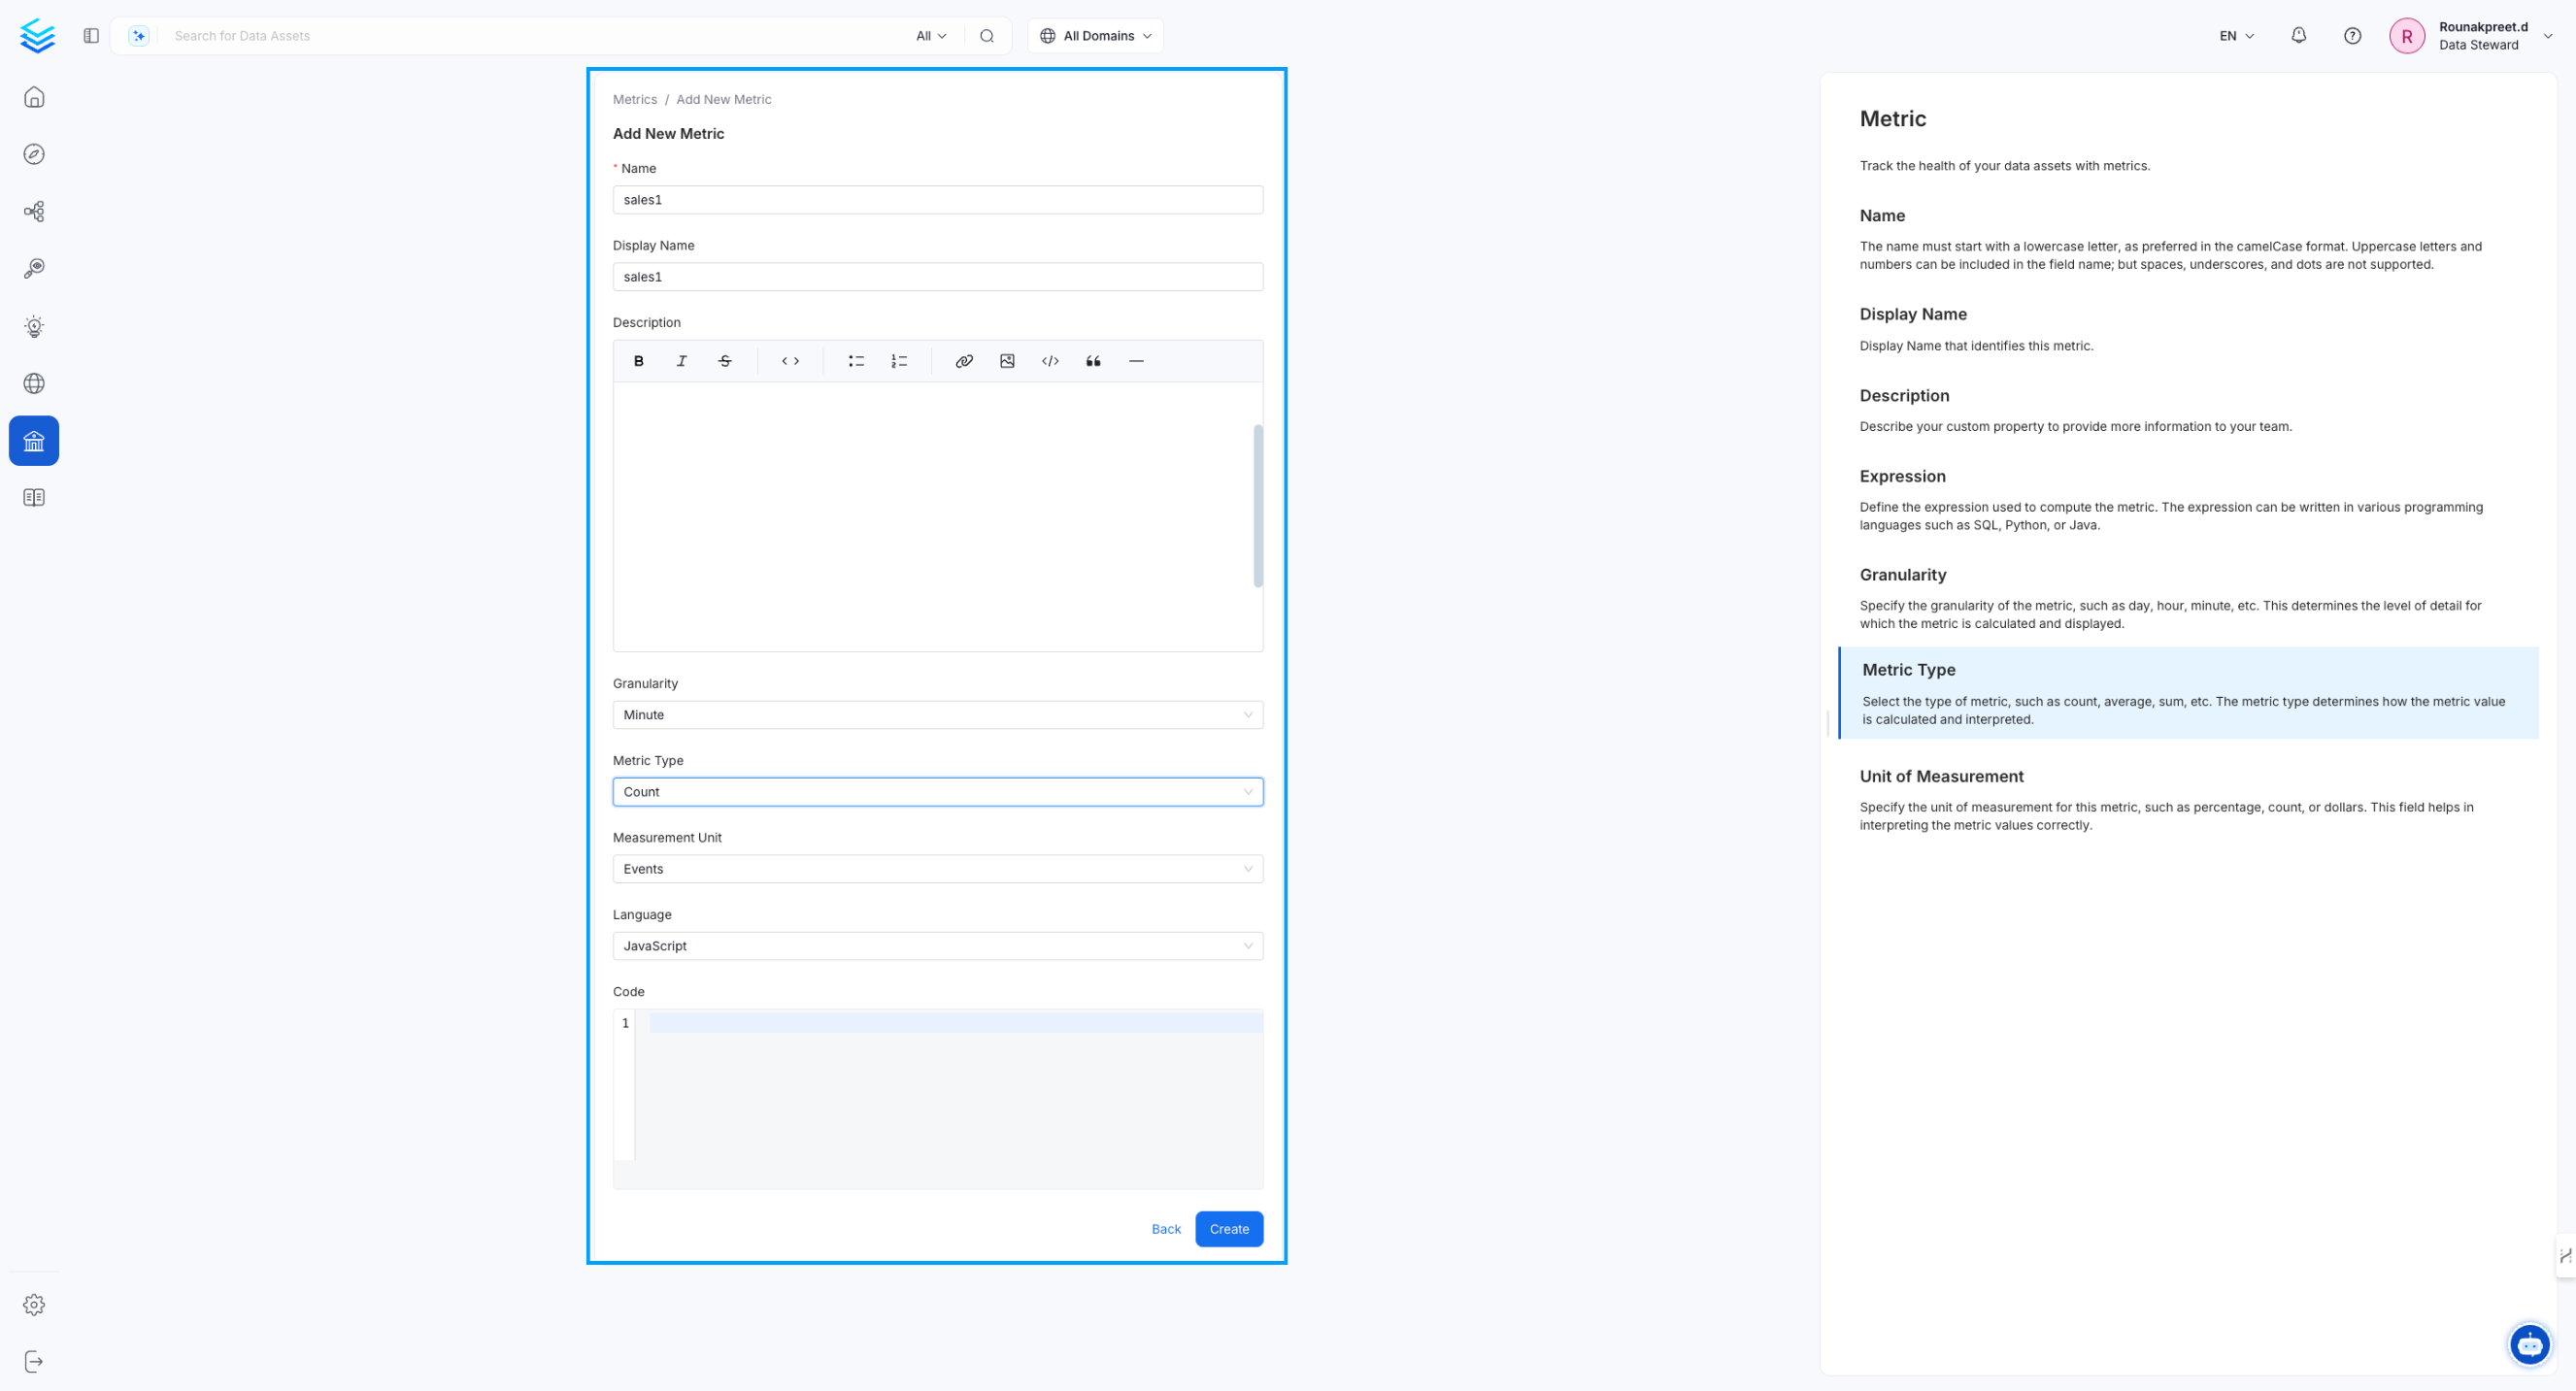 Search for Data Assets
All
All Domains
EN
R
Rounakpreet.d
Data Steward
Metrics / Add New Metric
Add New Metric
* Name
sales1
Display Name
sales1
Description
Granularity
Minute
Metric Type
Count
Measurement Unit
Events
Language
JavaScript
Code
1
Back
Create
Metric
Track the health of your data assets with metrics.
Name
The name must start with a lowercase letter, as preferred in the camelCase format. Uppercase letters and
numbers can be included in the field name; but spaces, underscores, and dots are not supported.
Display Name
Display Name that identifies this metric.
Description
Describe your custom property to provide more information to your team.
Expression
Define the expression used to compute the metric. The expression can be written in various programming
languages such as SQL, Python, or Java.
Granularity
Specify the granularity of the metric, such as day, hour, minute, etc. This determines the level of detail for
which the metric is calculated and displayed.
Metric Type
Select the type of metric, such as count, average, sum, etc. The metric type determines how the metric value
is calculated and interpreted.
Unit of Measurement
Specify the unit of measurement for this metric, such as percentage, count, or dollars. This field helps in
interpreting the metric values correctly.